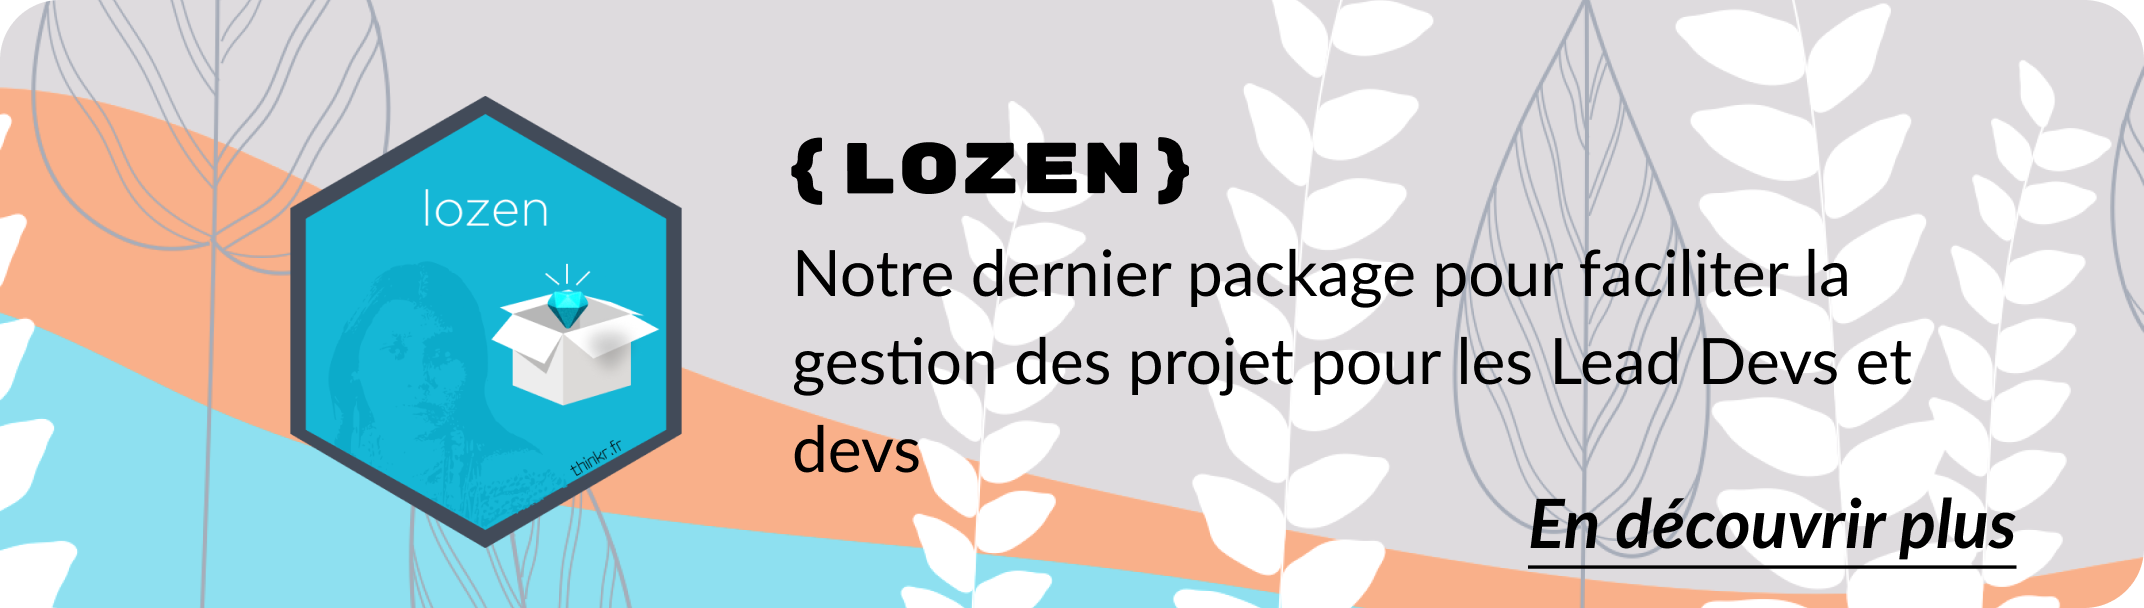 lozen
thinkr.fr
{ LOZEN }
Notre dernier package pour faciliter la
gestion des projet pour les Lead Devs et
devs
En découvrir plus